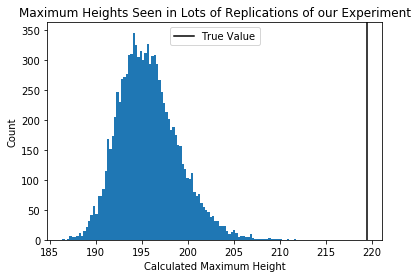 Maximum Heights Seen in Lots of Replications of our Experiment
True Value
350
300
250
200
150
100
50
0
Count
185 190 195 200 205 210 215 220
Calculated Maximum Height